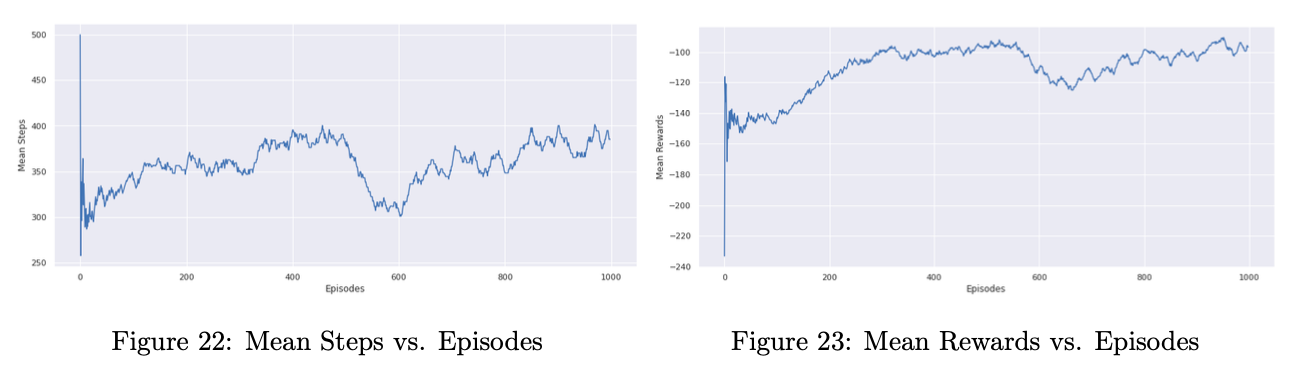 500
450
400
350
300
250
Mean Steps
0 200 400 600 800 1000
Episodes
Figure 22: Mean Steps vs. Episodes
−100
−120
−140
−160
−180
−200
−220
−240
Mean Rewards
0 200 400 600 800 1000
Episodes
Figure 23: Mean Rewards vs. Episodes